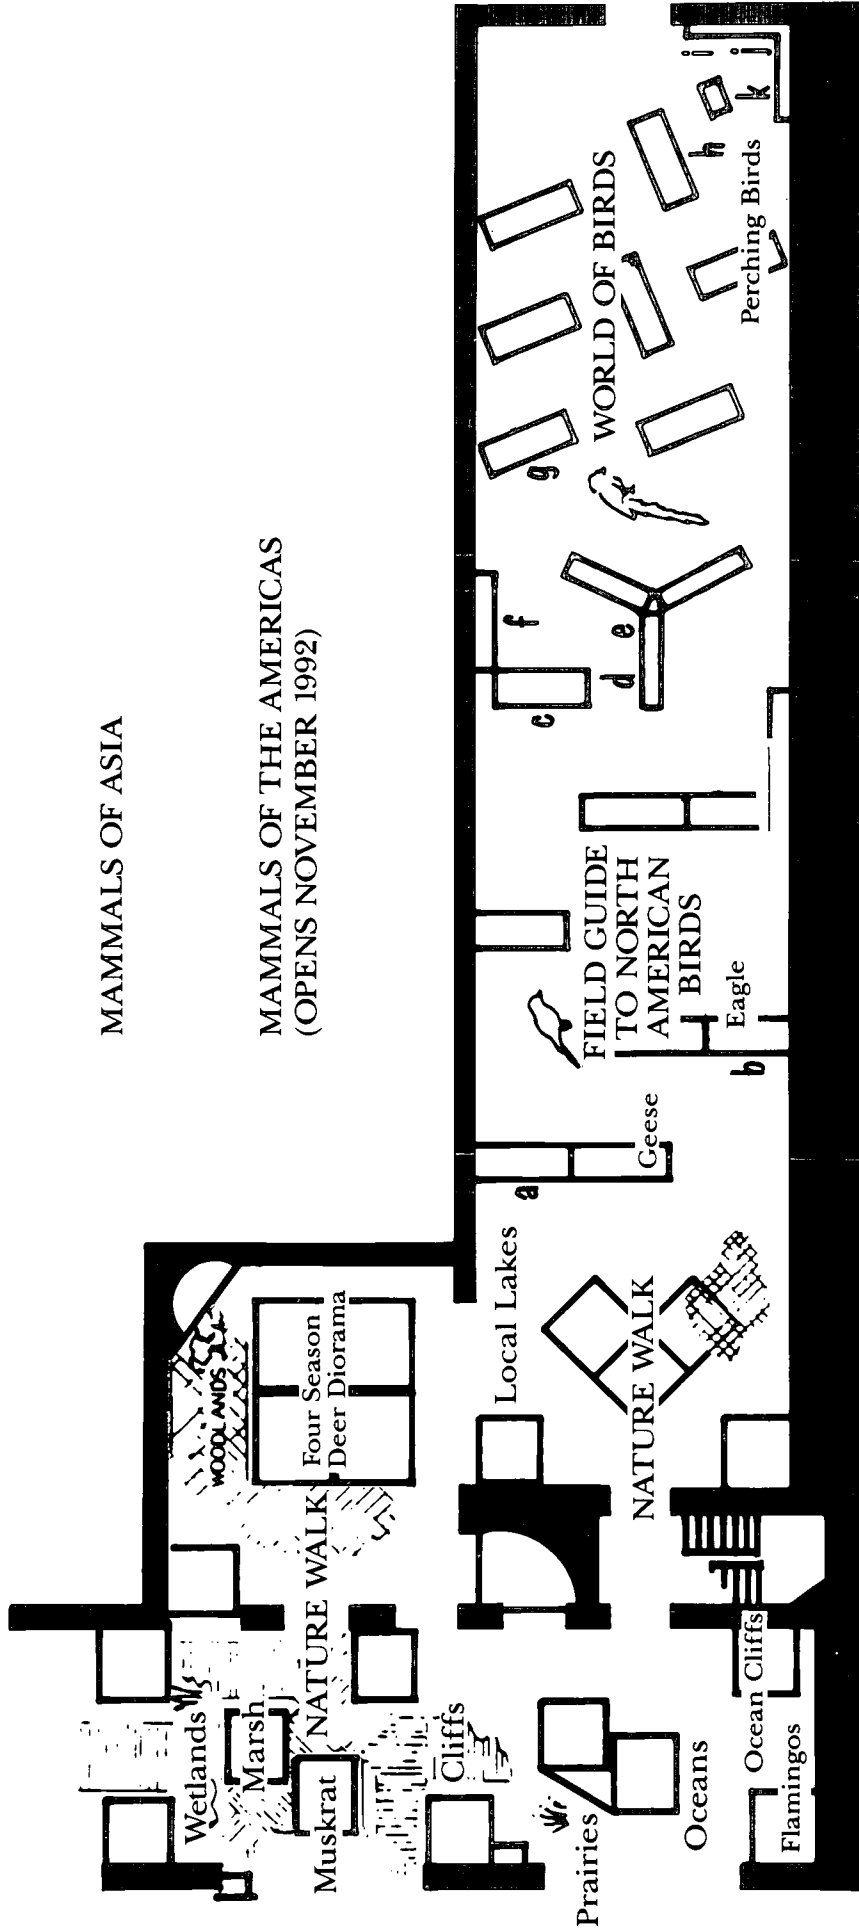 MAMMALS OF ASIA
MAMMALS OF THE AMERICAS
(OPENS NOVEMBER 1992)
WOODLANDS
Four Season
Deer Diorama
NATURE WALK
Wetlands
Marsh
Muskrat
Cliffs
Prairies
Oceans
Ocean Cliffs
Flamingos
Local Lakes
NATURE WALK
a
Geese
b
Eagle
FIELD GUIDE
TO NORTH
AMERICAN
BIRDS
c
d
e
f
g
WORLD OF BIRDS
Perching Birds
h
i
j
k